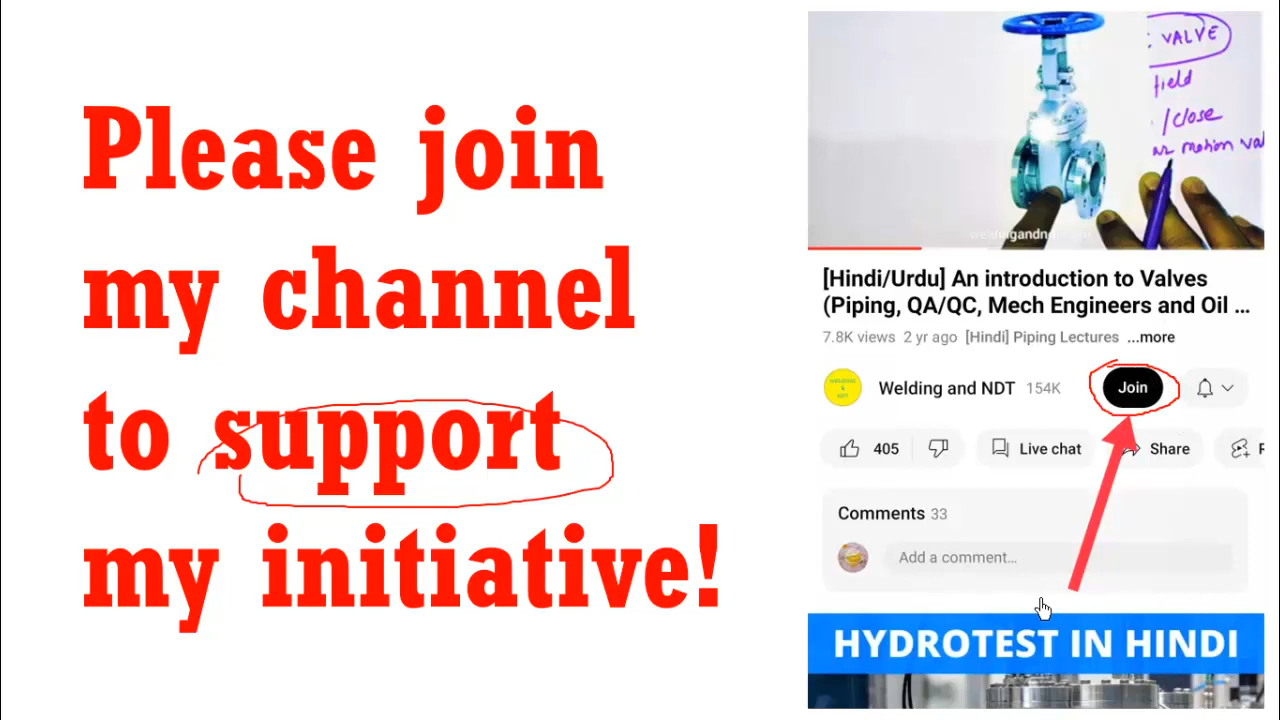 Please join
my channel
to support
my initiative!
VALVE
field
/close
motion
[Hindi/Urdu] An introduction to Valves
(Piping, QA/QC, Mech Engineers and Oil ...
7.8K views 2 yr ago [Hindi] Piping Lectures ...more
Welding and NDT 154K Join
405 Live chat Share
Comments 33
Add a comment...
HYDROTEST IN HINDI